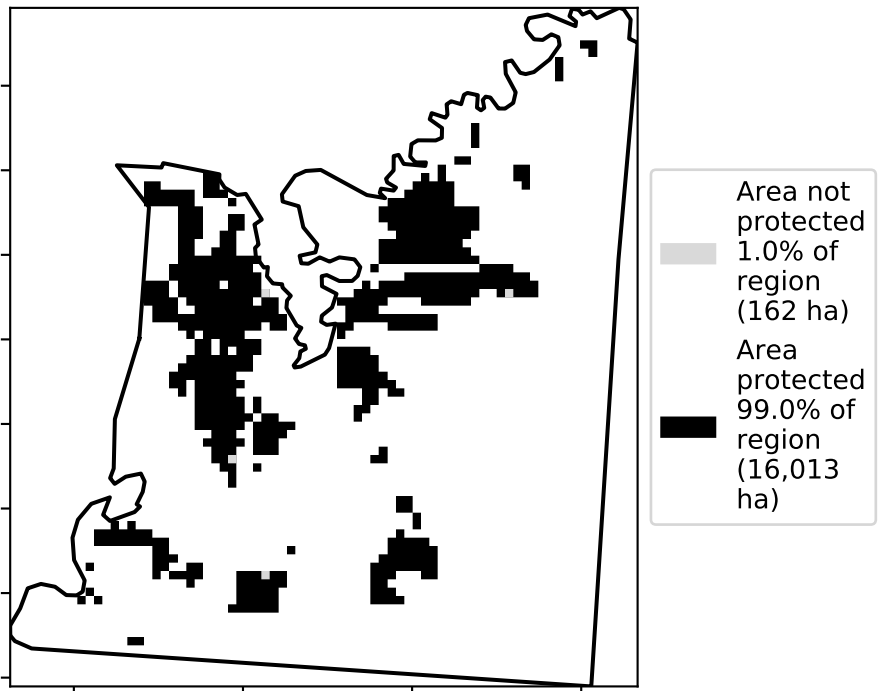 Area not
protected
1.0% of
region
(162 ha)
Area
protected
99.0% of
region
(16,013
ha)